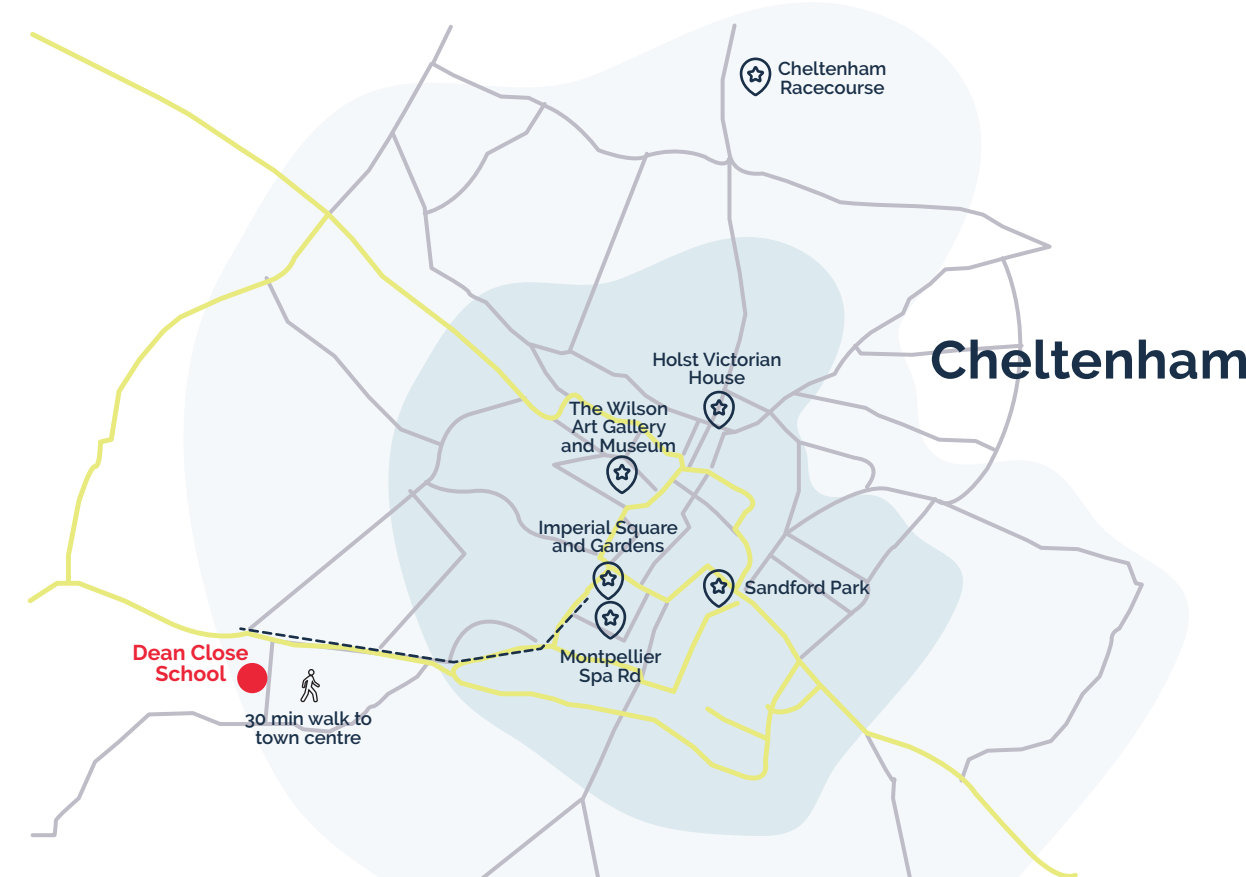 Cheltenham
Racecourse
Cheltenham
Holst Victorian
House
The Wilson
Art Gallery
and Museum
Imperial Square
and Gardens
Sandford Park
Montpellier
Spa Rd
Dean Close
School
30 min walk to
town centre